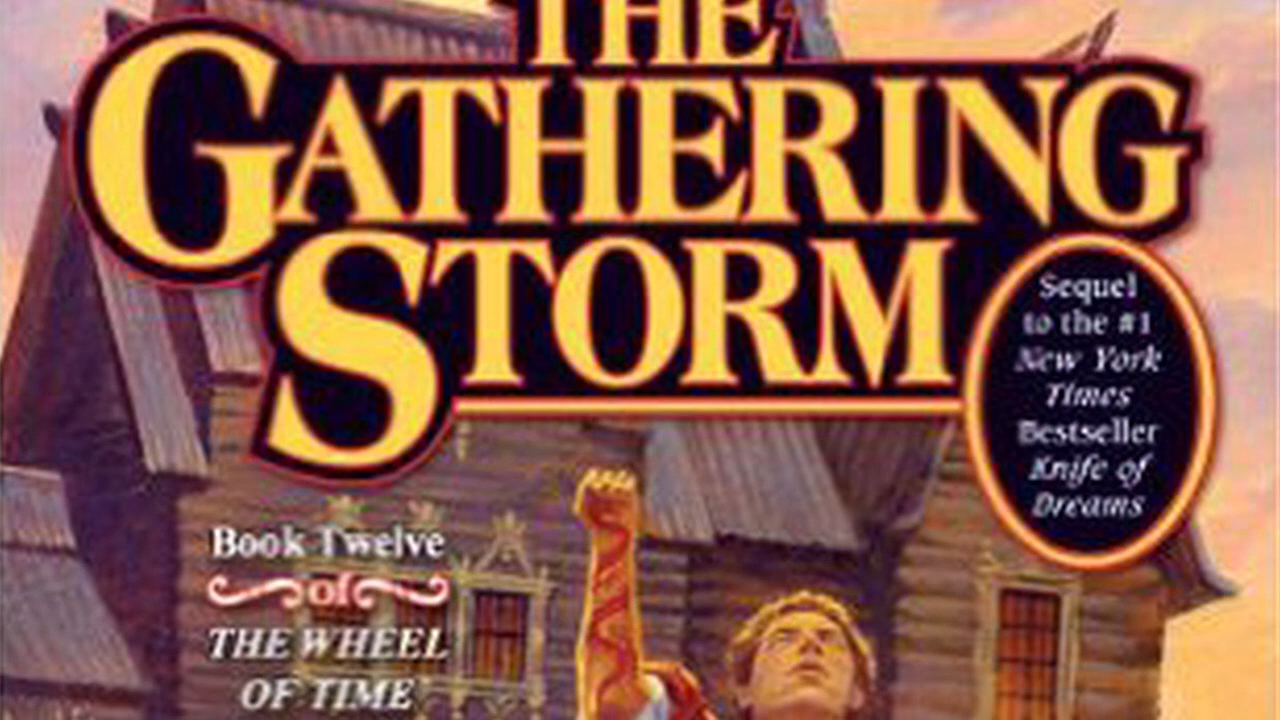 THE
GATHERING
STORM
Sequel
to the #1
New York
Times
Bestseller
Knife of
Dreams
Book Twelve
of
THE WHEEL
OF TIME